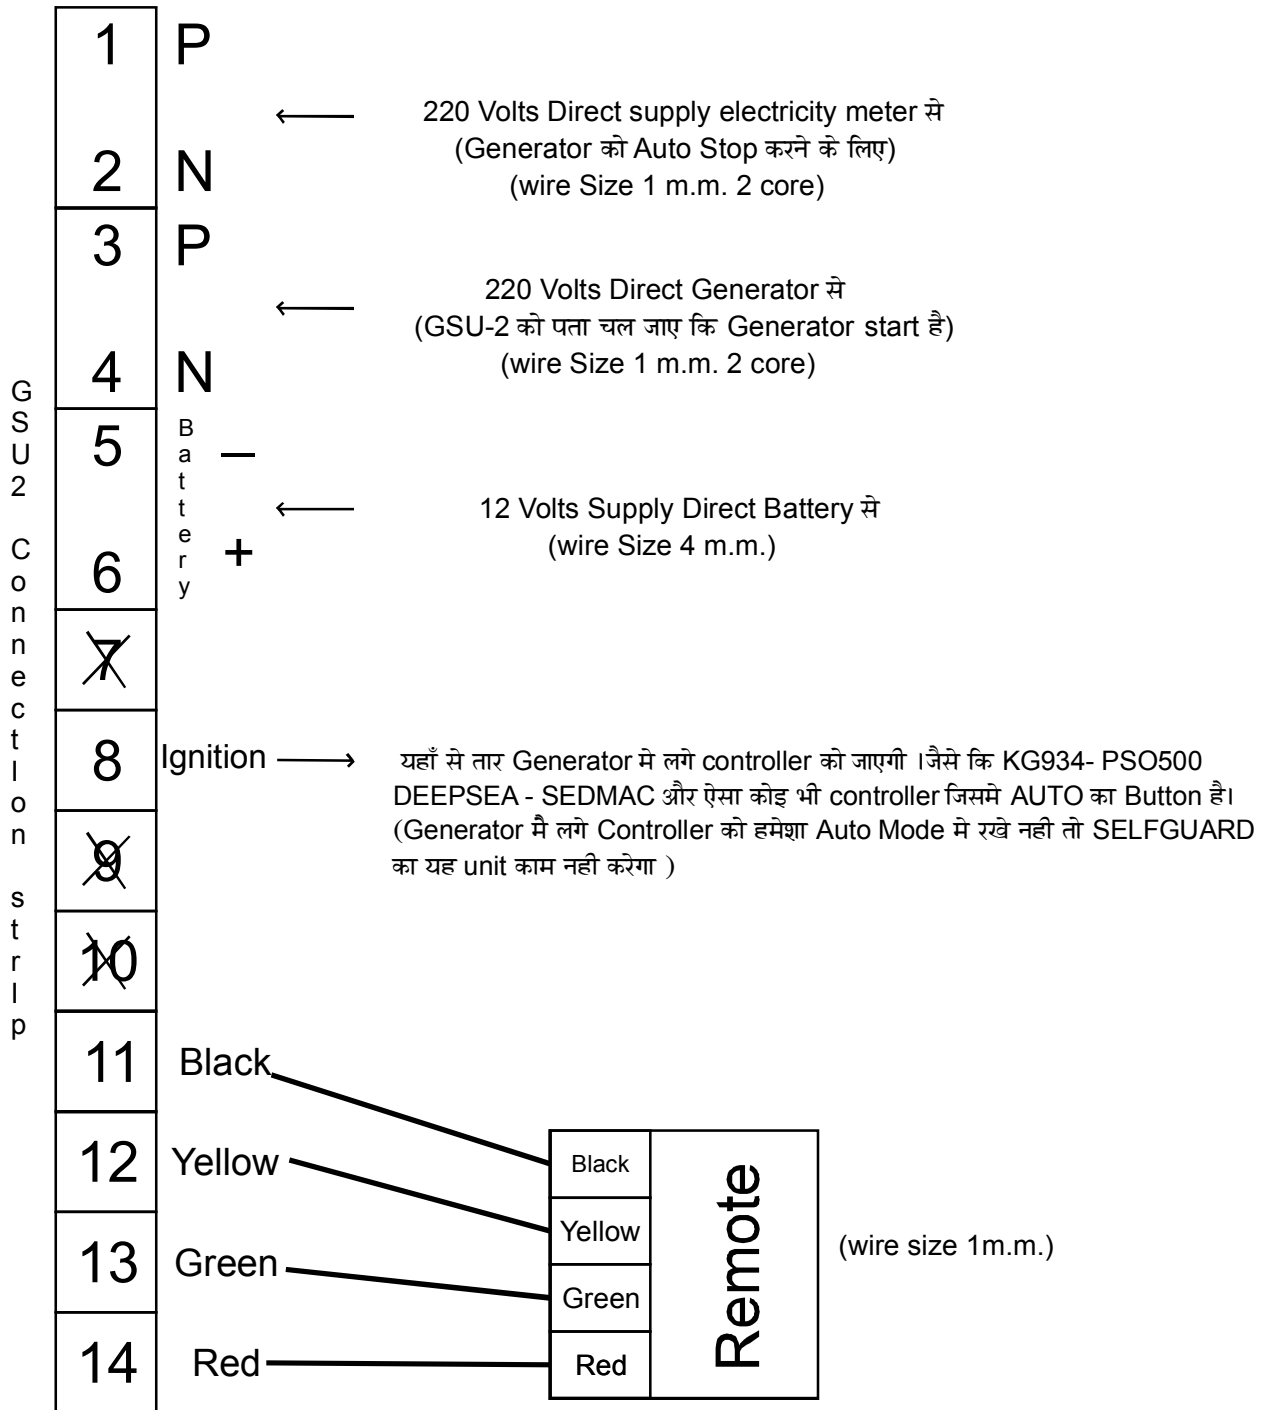 GSU2 ConnectIon strIp
1 P
220 Volts Direct supply electricity meter से
(Generator को Auto Stop करने के लिए)
2 N
(wire Size 1 m.m. 2 core)
3 P
220 Volts Direct Generator से
(GSU-2 को पता चल जाए कि Generator start है)
(wire Size 1 m.m. 2 core)
4 N
5 Battery −
12 Volts Supply Direct Battery से
(wire Size 4 m.m.)
6 +
7
8 Ignition
यहाँ से तार Generator मे लगे controller को जाएगी ।जैसे कि KG934- PSO500
DEEPSEA - SEDMAC और ऐसा कोइ भी controller जिसमे AUTO का Button है।
(Generator मै लगे Controller को हमेशा Auto Mode मे रखे नही तो SELFGUARD
का यह unit काम नही करेगा )
9
10
11 Black
12 Yellow
13 Green
14 Red
Black
Yellow
Green
Red
Remote
(wire size 1m.m.)